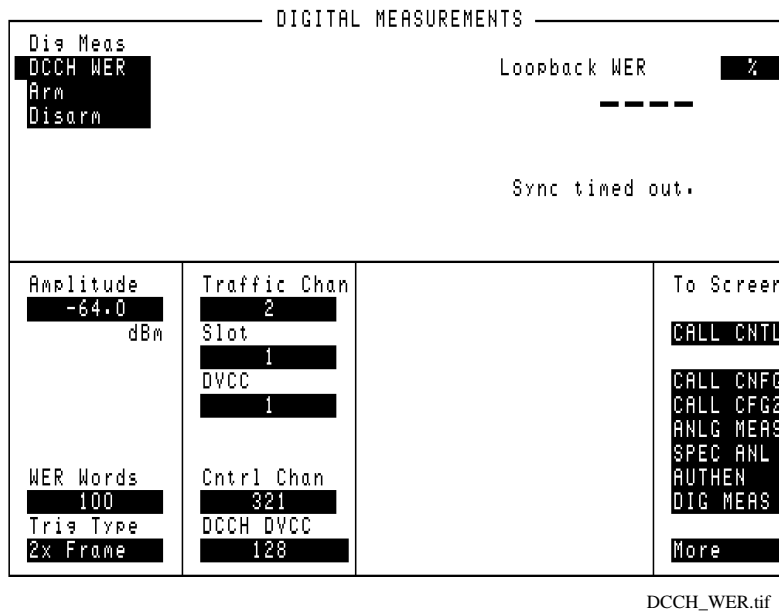 DIGITAL MEASUREMENTS
Dig Meas
DCCH WER
Arm
Disarm
Loopback WER
%
----
Sync timed out.
Amplitude
-64.0
dBm
WER Words
100
Trig Type
2x Frame
Traffic Chan
2
Slot
1
DVCC
1
Cntrl Chan
321
DCCH DVCC
128
To Screen
CALL CNTL
CALL CNFG
CALL CFG2
ANLG MEAS
SPEC ANL
AUTHEN
DIG MEAS
More
DCCH_WER.tif